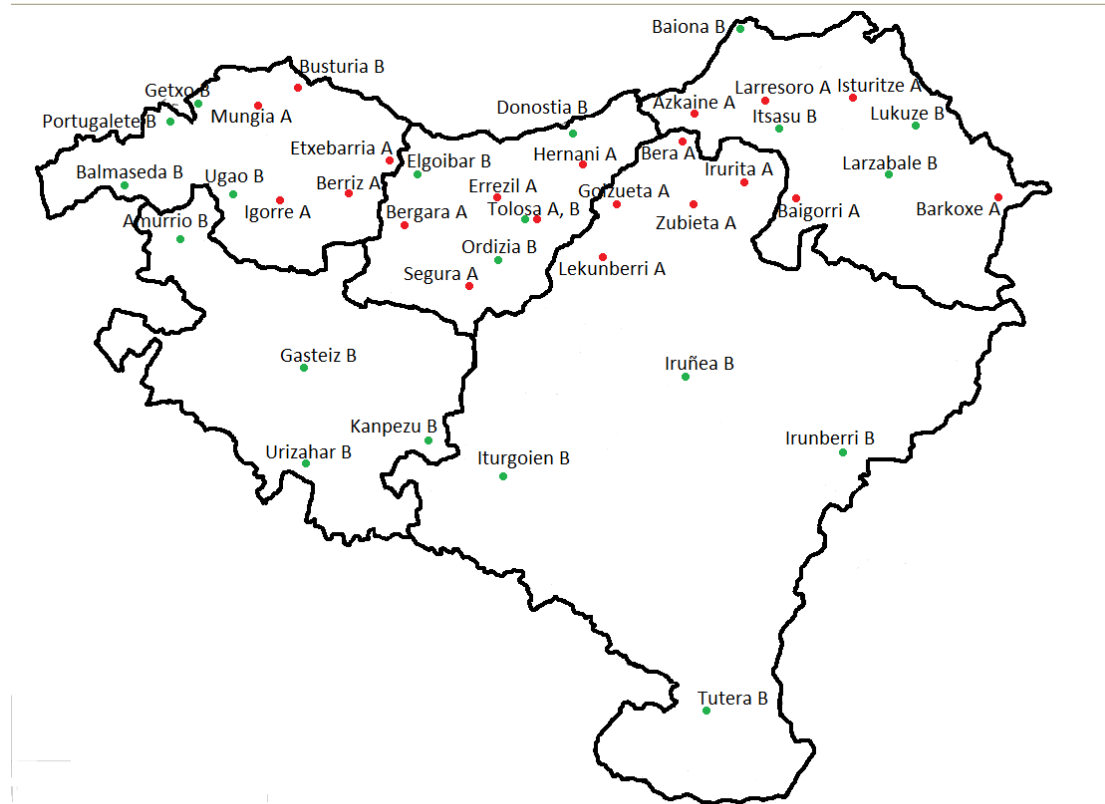 Baiona B
Busturia B
Getxo B
Larresoro A
Isturitze A
Azkaine A
Donostia B
Mungia A
Itsasu B
Lukuze B
Portugalete B
Etxebarria A
Hernani A
Bera A
Elgoibar B
Larzabale B
Irurita A
Balmaseda B
Ugao B
Berriz A
Errezil A
Goizueta A
Igorre A
Bergara A
Tolosa A, B
Zubieta A
Baigorri A
Barkoxe A
Amurrio B
Ordizia B
Segura A
Lekunberri A
Gasteiz B
Iruñea B
Kanpezu B
Urizahar B
Iturgoien B
Irunberri B
Tutera B